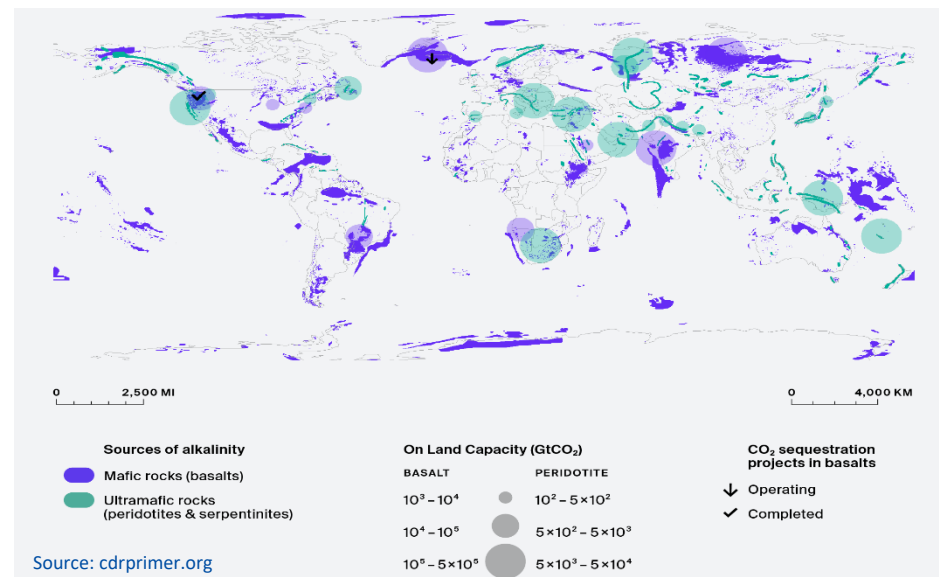 0 2,500 MI
0 4,000 KM
Sources of alkalinity
Mafic rocks (basalts)
Ultramafic rocks
(peridotites & serpentinites)
On Land Capacity (GtCO₂)
BASALT PERIDOTITE
10³ – 10⁴ 10² – 5×10²
10⁴ – 10⁵ 5×10² – 5×10³
10⁵ – 5×10⁵ 5×10³ – 5×10⁴
CO₂ sequestration
projects in basalts
Operating
Completed
Source: cdrprimer.org